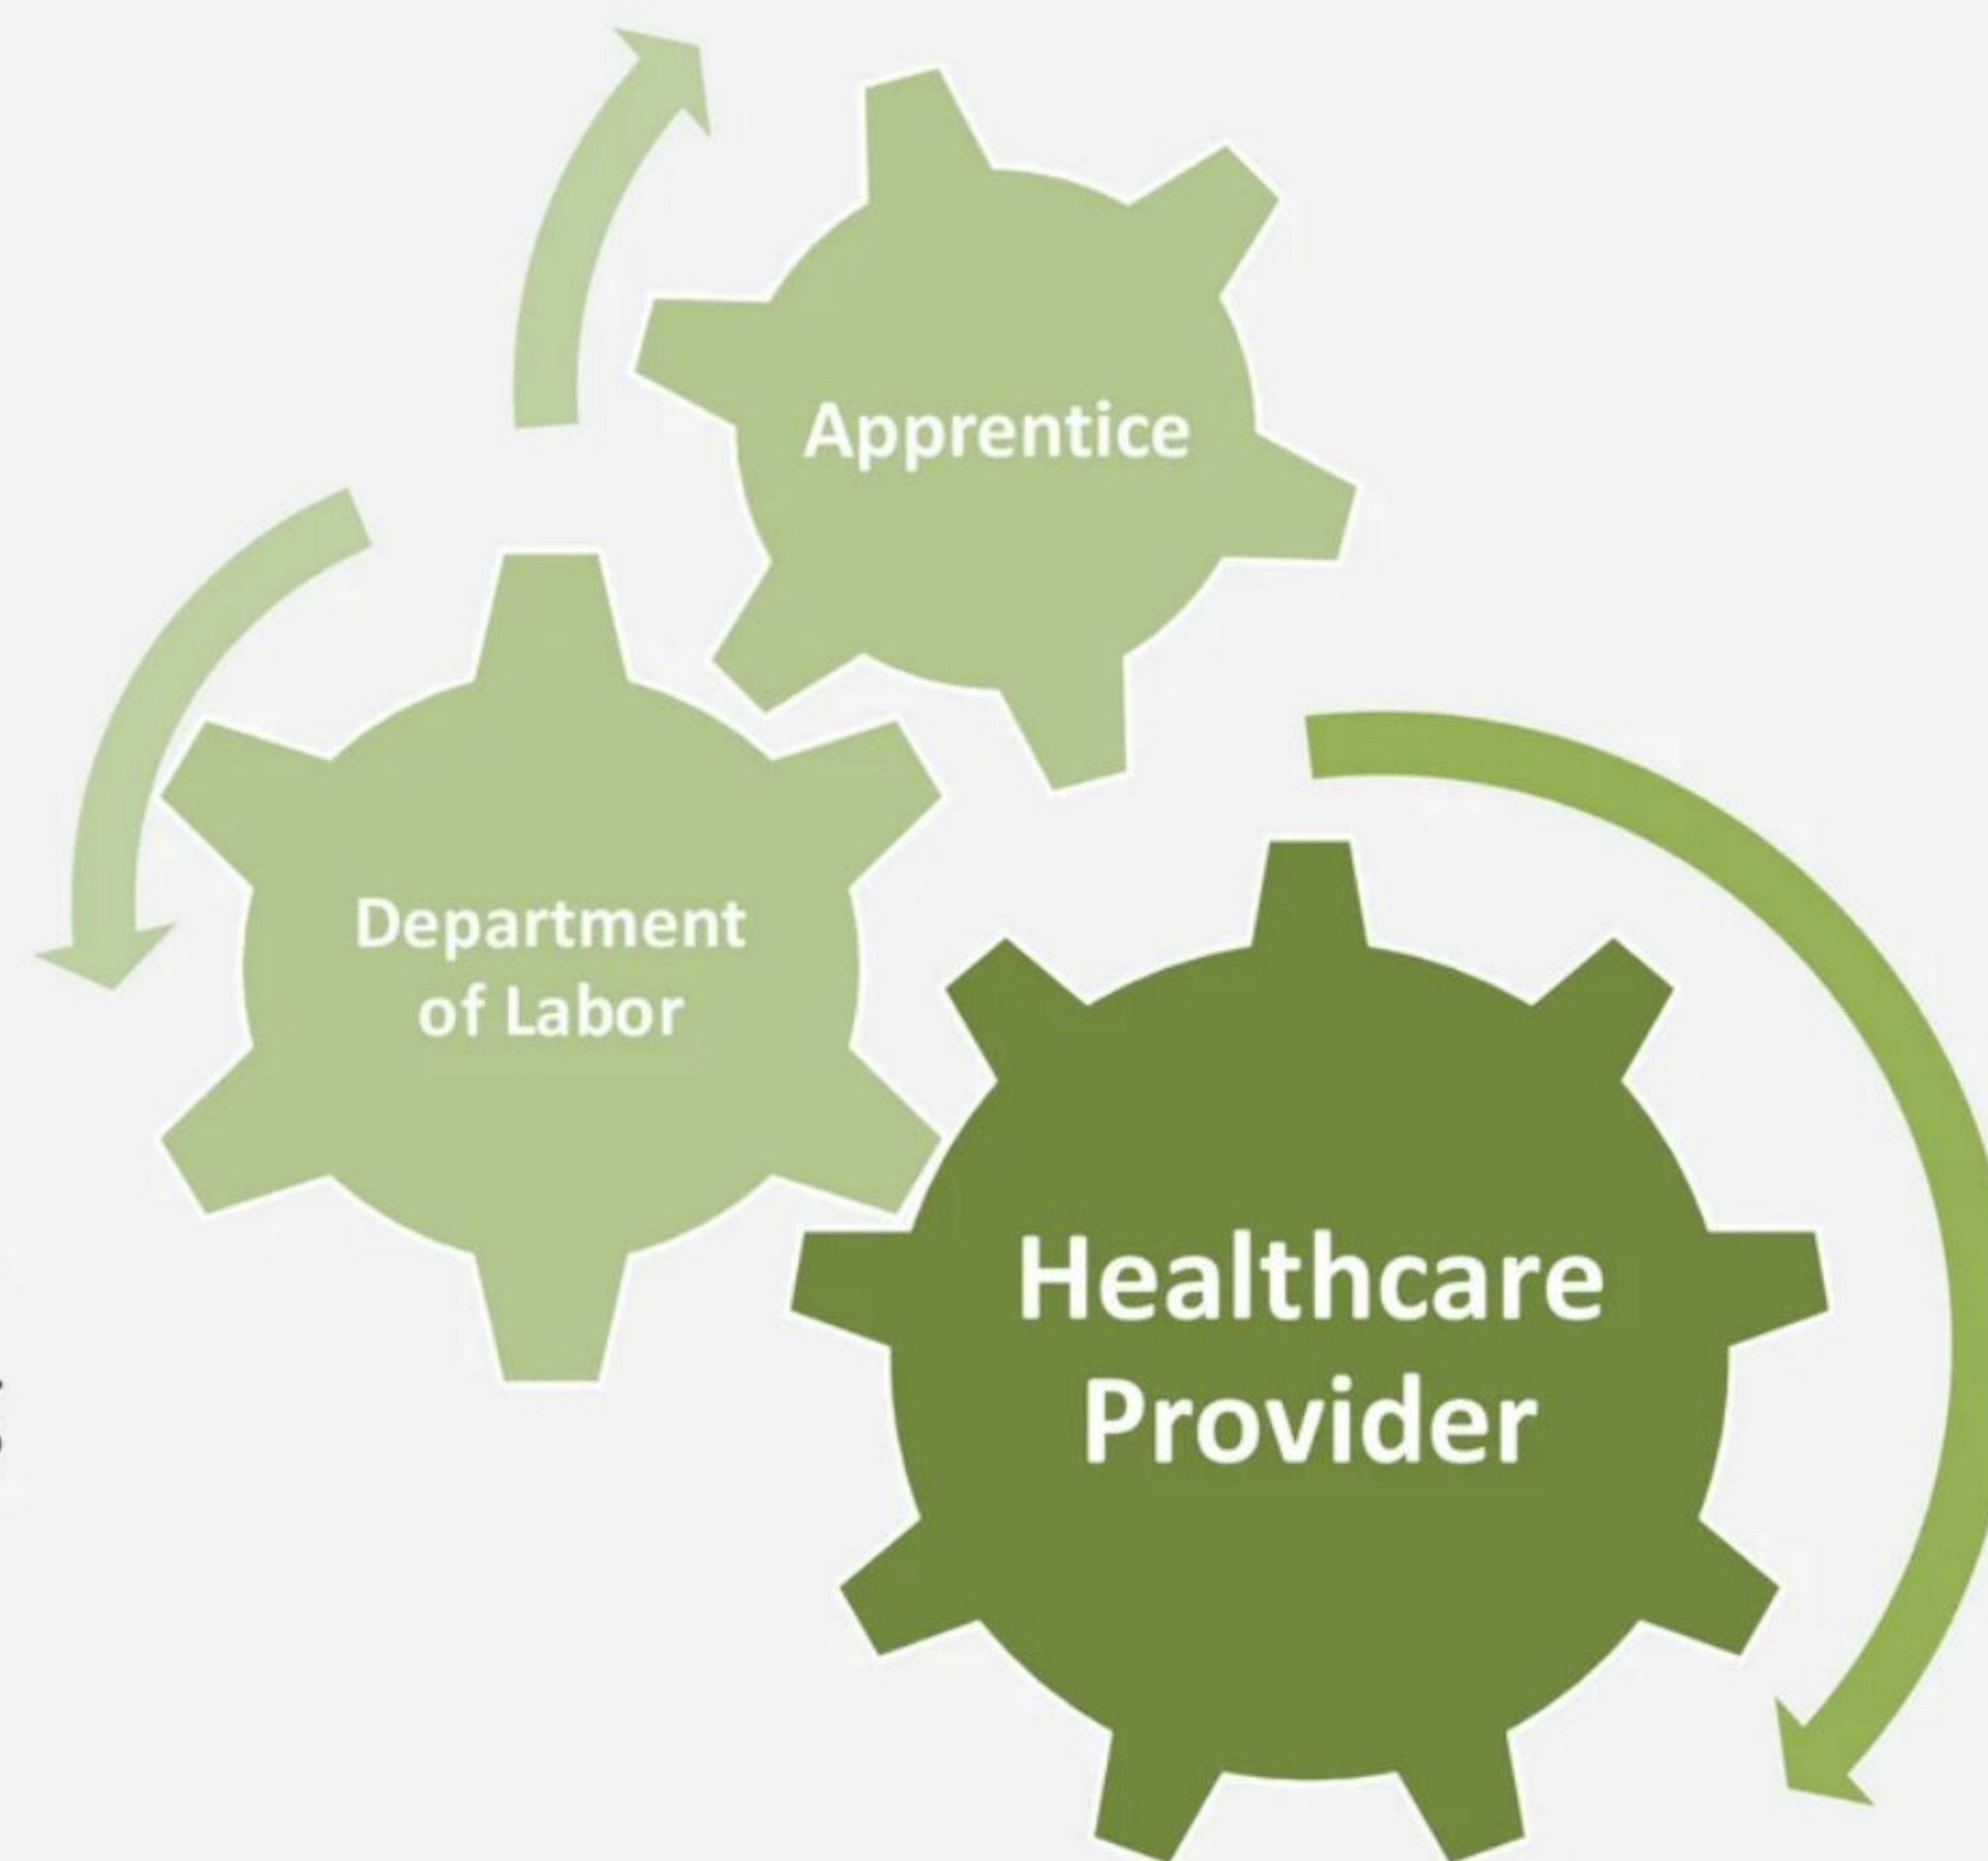 Apprentice
Department
of Labor
Healthcare
Provider